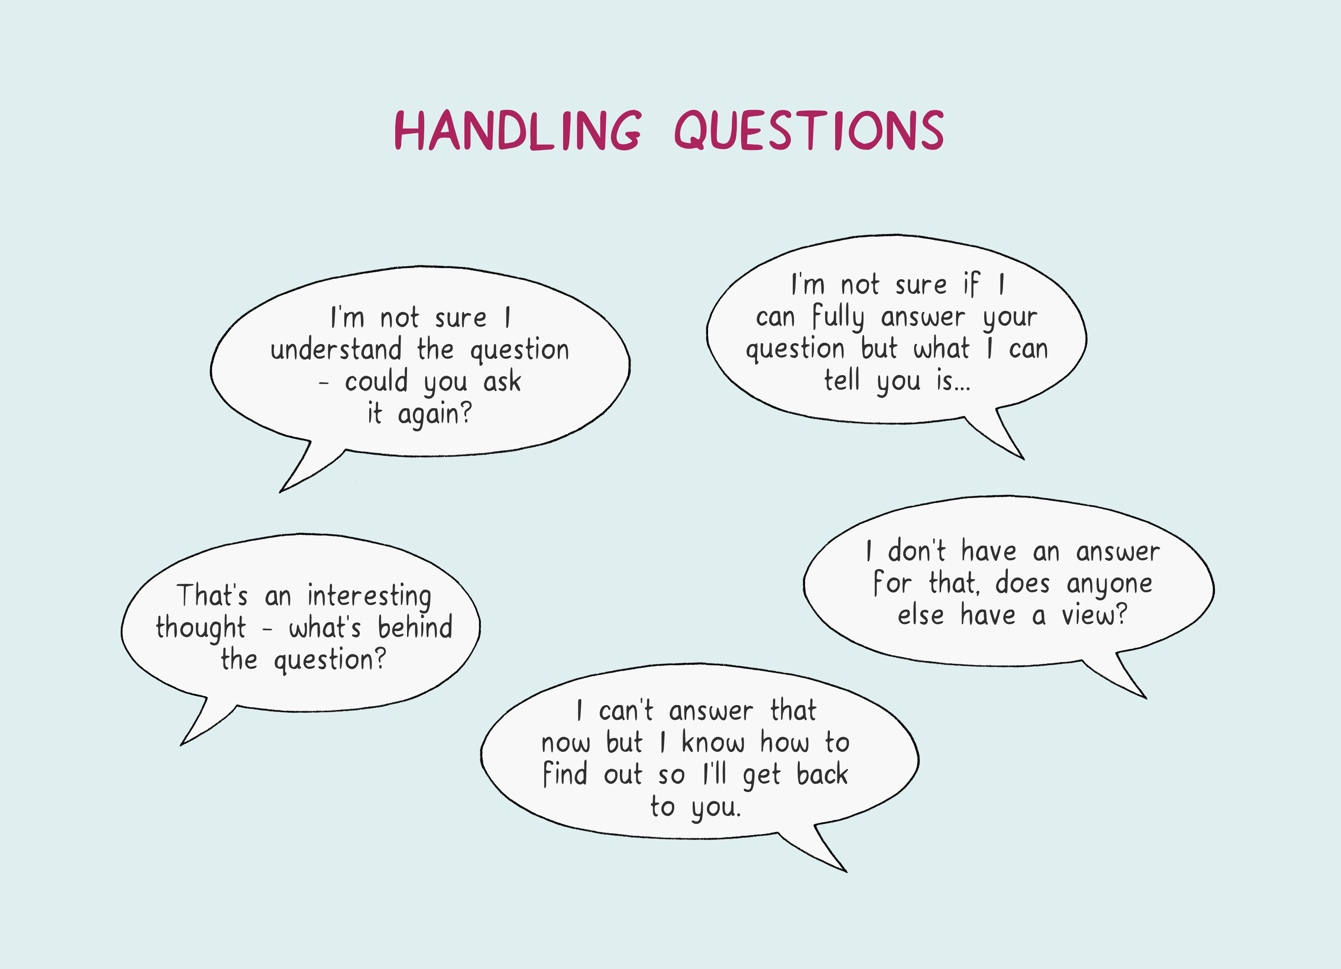 HANDLING QUESTIONS
I'm not sure I
understand the question
- could you ask
it again?
I'm not sure if I
can fully answer your
question but what I can
tell you is...
That's an interesting
thought - what's behind
the question?
I don't have an answer
for that, does anyone
else have a view?
I can't answer that
now but I know how to
find out so I'll get back
to you.